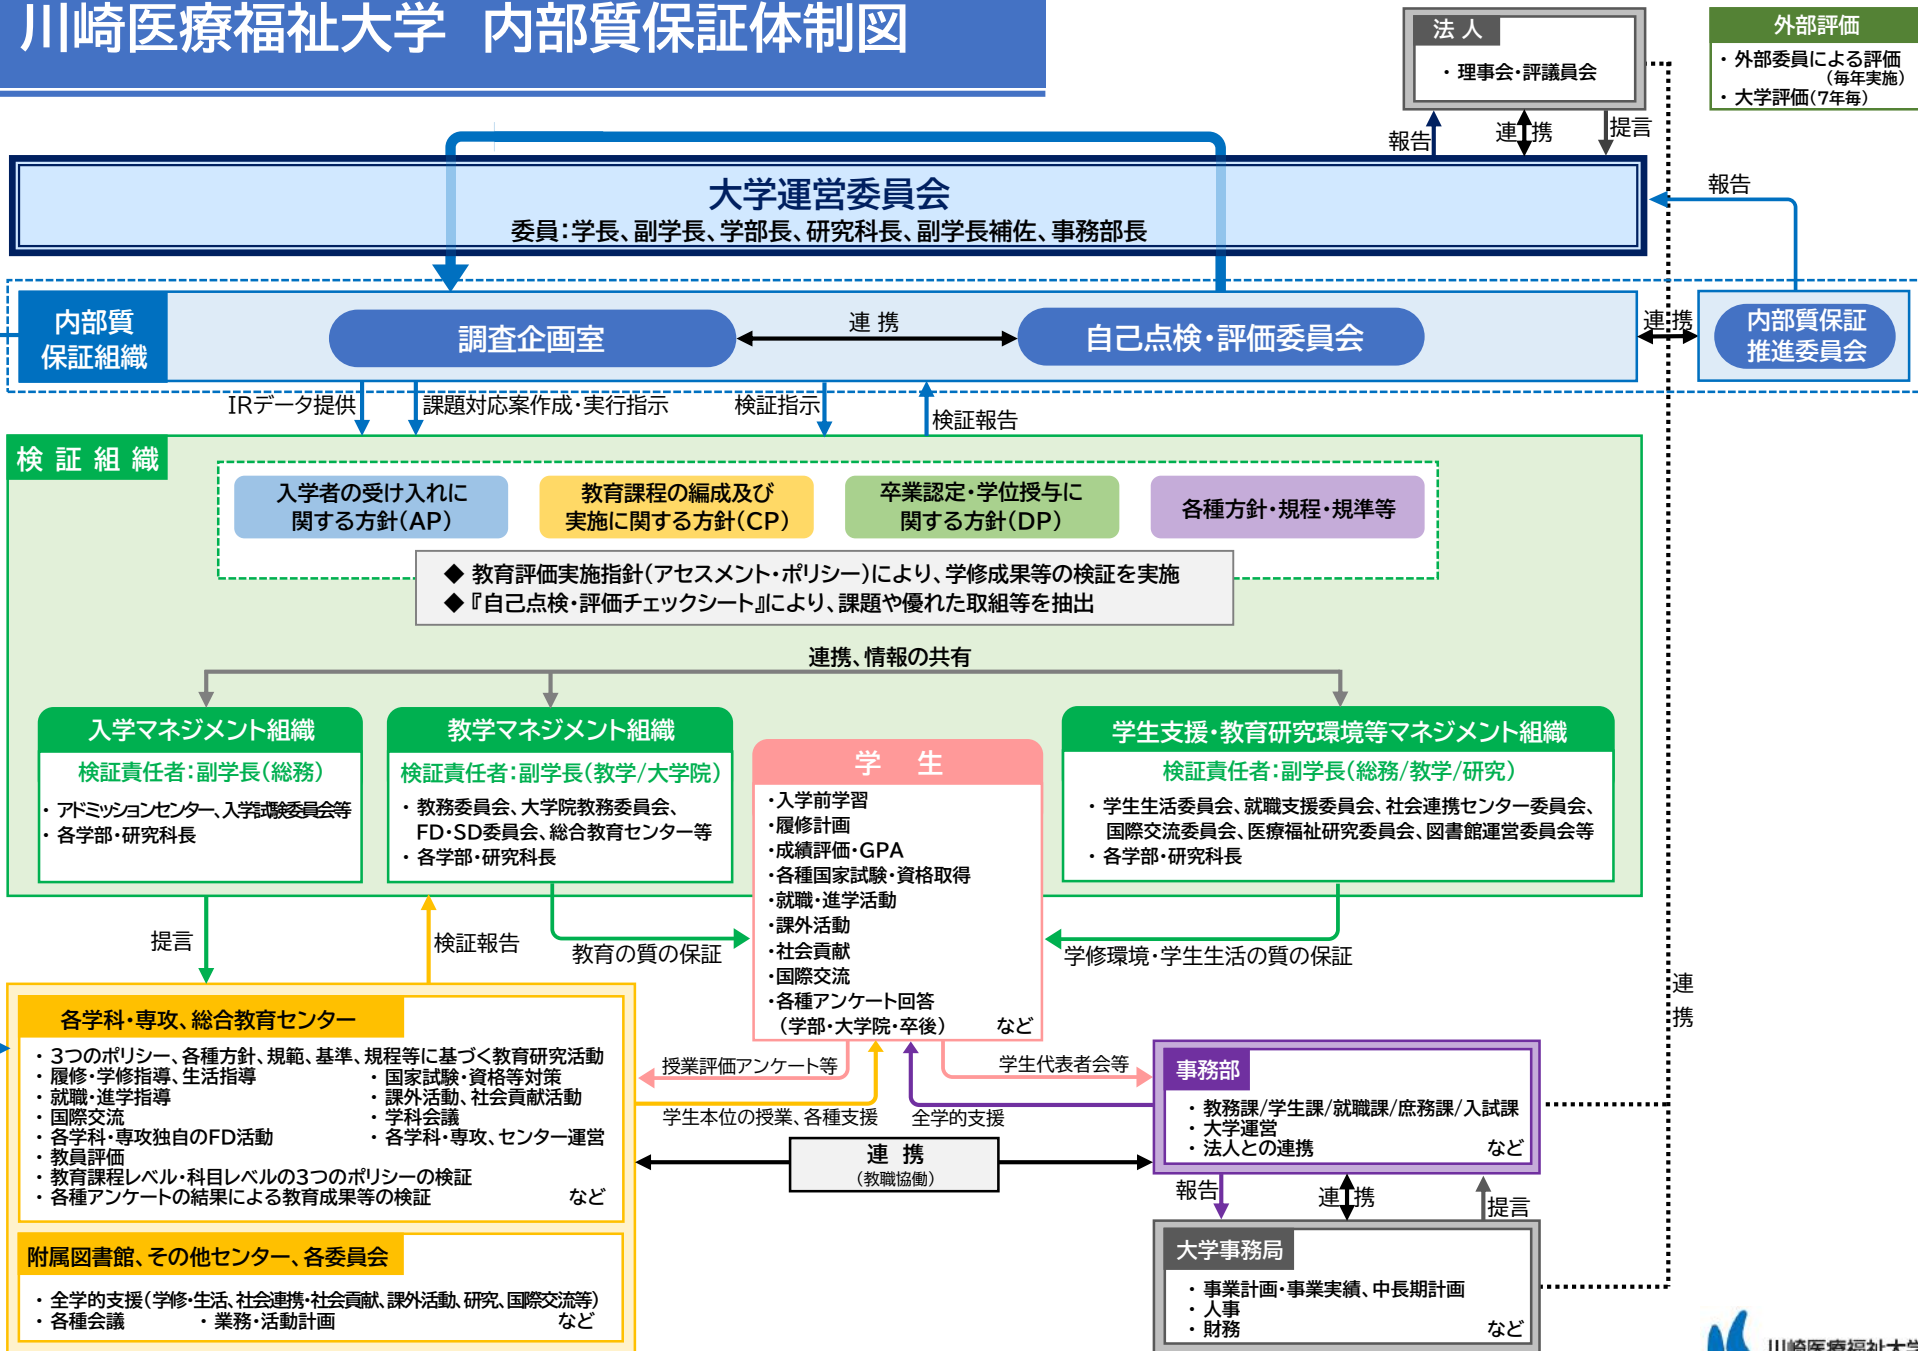 川崎医療福祉大学 内部質保証体制図
法 人
・ 理事会・評議員会
外部評価
・ 外部委員による評価
(毎年実施)
・ 大学評価(7年毎)
報告
連 携
提言
大学運営委員会
委員:学長、副学長、学部長、研究科長、副学長補佐、事務部長
報告
内部質
保証組織
調査企画室
連 携
自己点検・評価委員会
連 携
内部質保証
推進委員会
IRデータ提供
課題対応案作成・実行指示
検証指示
検証報告
検 証 組 織
入学者の受け入れに
関する方針(AP)
教育課程の編成及び
実施に関する方針(CP)
卒業認定・学位授与に
関する方針(DP)
各種方針・規程・規準等
◆ 教育評価実施指針(アセスメント・ポリシー)により、学修成果等の検証を実施
◆『自己点検・評価チェックシート』により、課題や優れた取組等を抽出
連携、情報の共有
入学マネジメント組織
検証責任者:副学長(総務)
・ アドミッションセンター、入学試験委員会等
・ 各学部・研究科長
教学マネジメント組織
検証責任者:副学長(教学/大学院)
・ 教務委員会、大学院教務委員会、
FD・SD委員会、総合教育センター等
・ 各学部・研究科長
学 生
・入学前学習
・履修計画
・成績評価・GPA
・各種国家試験・資格取得
・就職・進学活動
・課外活動
・社会貢献
・国際交流
・各種アンケート回答
(学部・大学院・卒後) など
学生支援・教育研究環境等マネジメント組織
検証責任者:副学長(総務/教学/研究)
・ 学生生活委員会、就職支援委員会、社会連携センター委員会、
国際交流委員会、医療福祉研究委員会、図書館運営委員会等
・ 各学部・研究科長
提言
検証報告
教育の質の保証
学修環境・学生生活の質の保証
連
携
各学科・専攻、総合教育センター
・ 3つのポリシー、各種方針、規範、基準、規程等に基づく教育研究活動
・ 履修・学修指導、生活指導 ・ 国家試験・資格等対策
・ 就職・進学指導 ・ 課外活動、社会貢献活動
・ 国際交流 ・ 学科会議
・ 各学科・専攻独自のFD活動 ・ 各学科・専攻、センター運営
・ 教員評価
・ 教育課程レベル・科目レベルの3つのポリシーの検証
・ 各種アンケートの結果による教育成果等の検証 など
授業評価アンケート等
学生代表者会等
学生本位の授業、各種支援
全学的支援
連 携
(教職協働)
事務部
・ 教務課/学生課/就職課/庶務課/入試課
・ 大学運営
・ 法人との連携 など
報告
連 携
提言
附属図書館、その他センター、各委員会
・ 全学的支援(学修・生活、社会連携・社会貢献、課外活動、研究、国際交流等)
・ 各種会議 ・ 業務・活動計画 など
大学事務局
・ 事業計画・事業実績、中長期計画
・ 人事
・ 財務 など
川崎医療福祉大学